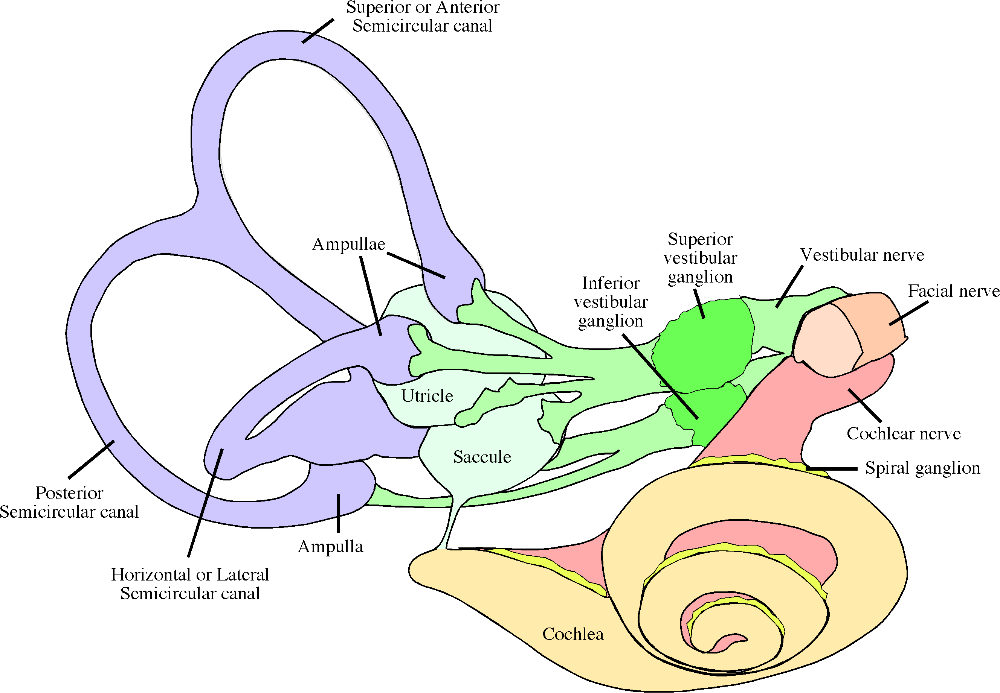 Superior or Anterior
Semicircular canal
Ampullae
Superior
vestibular
ganglion
Vestibular nerve
Inferior
vestibular
ganglion
Facial nerve
Utricle
Cochlear nerve
Saccule
Spiral ganglion
Posterior
Semicircular canal
Ampulla
Horizontal or Lateral
Semicircular canal
Cochlea